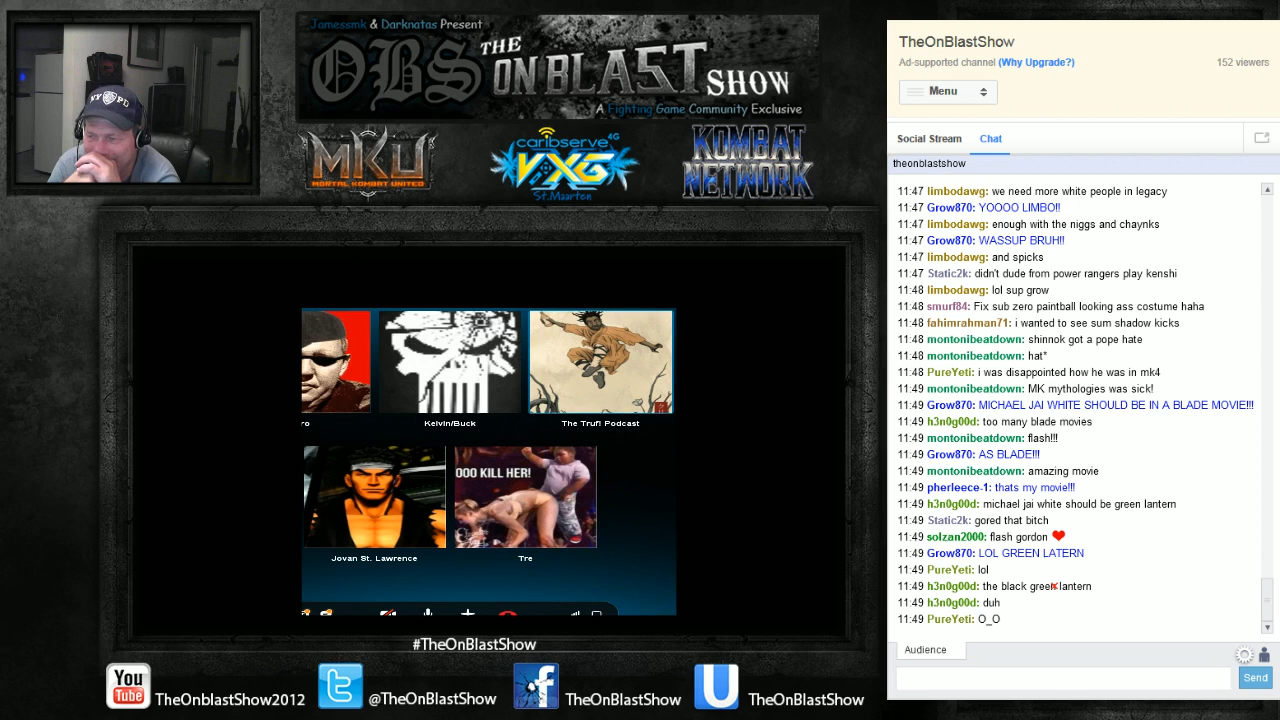 Jamessmk & Darknatas Present
OBS THE ON BLAST SHOW
A Fighting Game Community Exclusive
NYPD
MKU
MORTAL KOMBAT UNITED
caribserve 4G
VXG
St.Maarten
KOMBAT
NETWORK
ro
Kelvin/Buck
The Trufl Podcast
OOO KILL HER!
Jovan St. Lawrence
Tre
#TheOnBlastShow
You
Tube
TheOnblastShow2012
@TheOnBlastShow
TheOnBlastShow
TheOnBlastShow
TheOnBlastShow
Ad-supported channel (Why Upgrade?)
152 viewers
Menu
Social Stream
Chat
theonblastshow
11:47 limbodawg: we need more white people in legacy
11:47 Grow870: YOOOO LIMBO!!
11:47 limbodawg: enough with the niggs and chaynks
11:47 Grow870: WASSUP BRUH!!
11:47 limbodawg: and spicks
11:47 Static2k: didn't dude from power rangers play kenshi
11:48 limbodawg: lol sup grow
11:48 smurf84: Fix sub zero paintball looking ass costume haha
11:48 fahimrahman71: i wanted to see sum shadow kicks
11:48 montonibeatdown: shinnok got a pope hate
11:48 montonibeatdown: hat*
11:48 PureYeti: i was disappointed how he was in mk4
11:49 montonibeatdown: MK mythologies was sick!
11:49 Grow870: MICHAEL JAI WHITE SHOULD BE IN A BLADE MOVIE!!!
11:49 h3n0g00d: too many blade movies
11:49 montonibeatdown: flash!!!
11:49 Grow870: AS BLADE!!!
11:49 montonibeatdown: amazing movie
11:49 pherleece-1: thats my movie!!!
11:49 h3n0g00d: michael jai white should be green lantern
11:49 Static2k: gored that bitch
11:49 solzan2000: flash gordon
11:49 Grow870: LOL GREEN LATERN
11:49 PureYeti: lol
11:49 h3n0g00d: the black green lantern
11:49 h3n0g00d: duh
11:49 PureYeti: O_O
Audience
Send